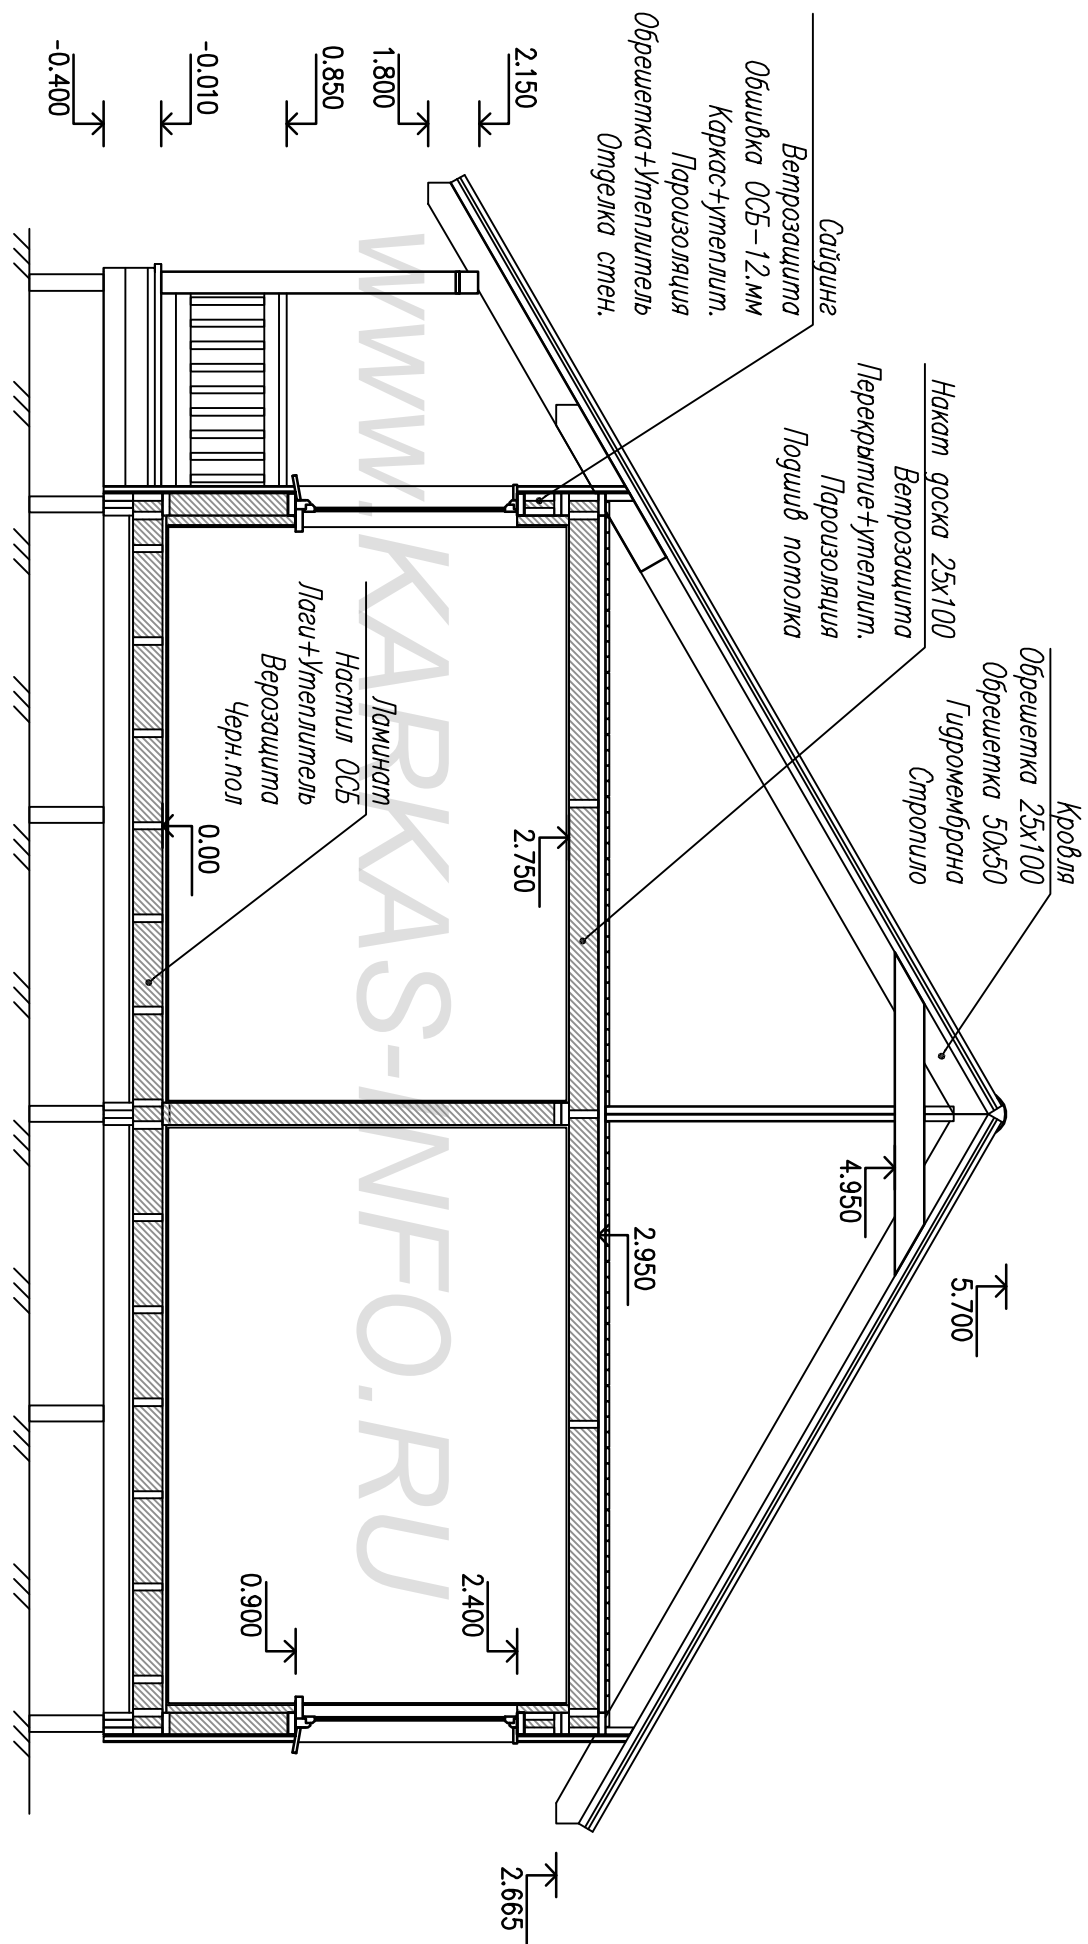 Кровля
Обрешетка 25х100
Обрешетка 50х50
Гидромембрана
Стропило
Накат доска 25х100
Ветрозащита
Перекрытие+утеплит.
Пароизоляция
Подшив потолка
Сайдинг
Ветрозащита
Обшивка ОСБ-12.мм
Каркас+утеплит.
Пароизоляция
Обрешетка+Утеплитель
Отделка стен.
5.700
4.950
2.950
2.750
2.665
2.150
1.800
0.850
-0.010
-0.400
2.400
0.900
0.00
Ламинат
Настил ОСБ
Лаги+Утеплитель
Верозащита
Черн.пол
www.KARKAS-INFO.RU